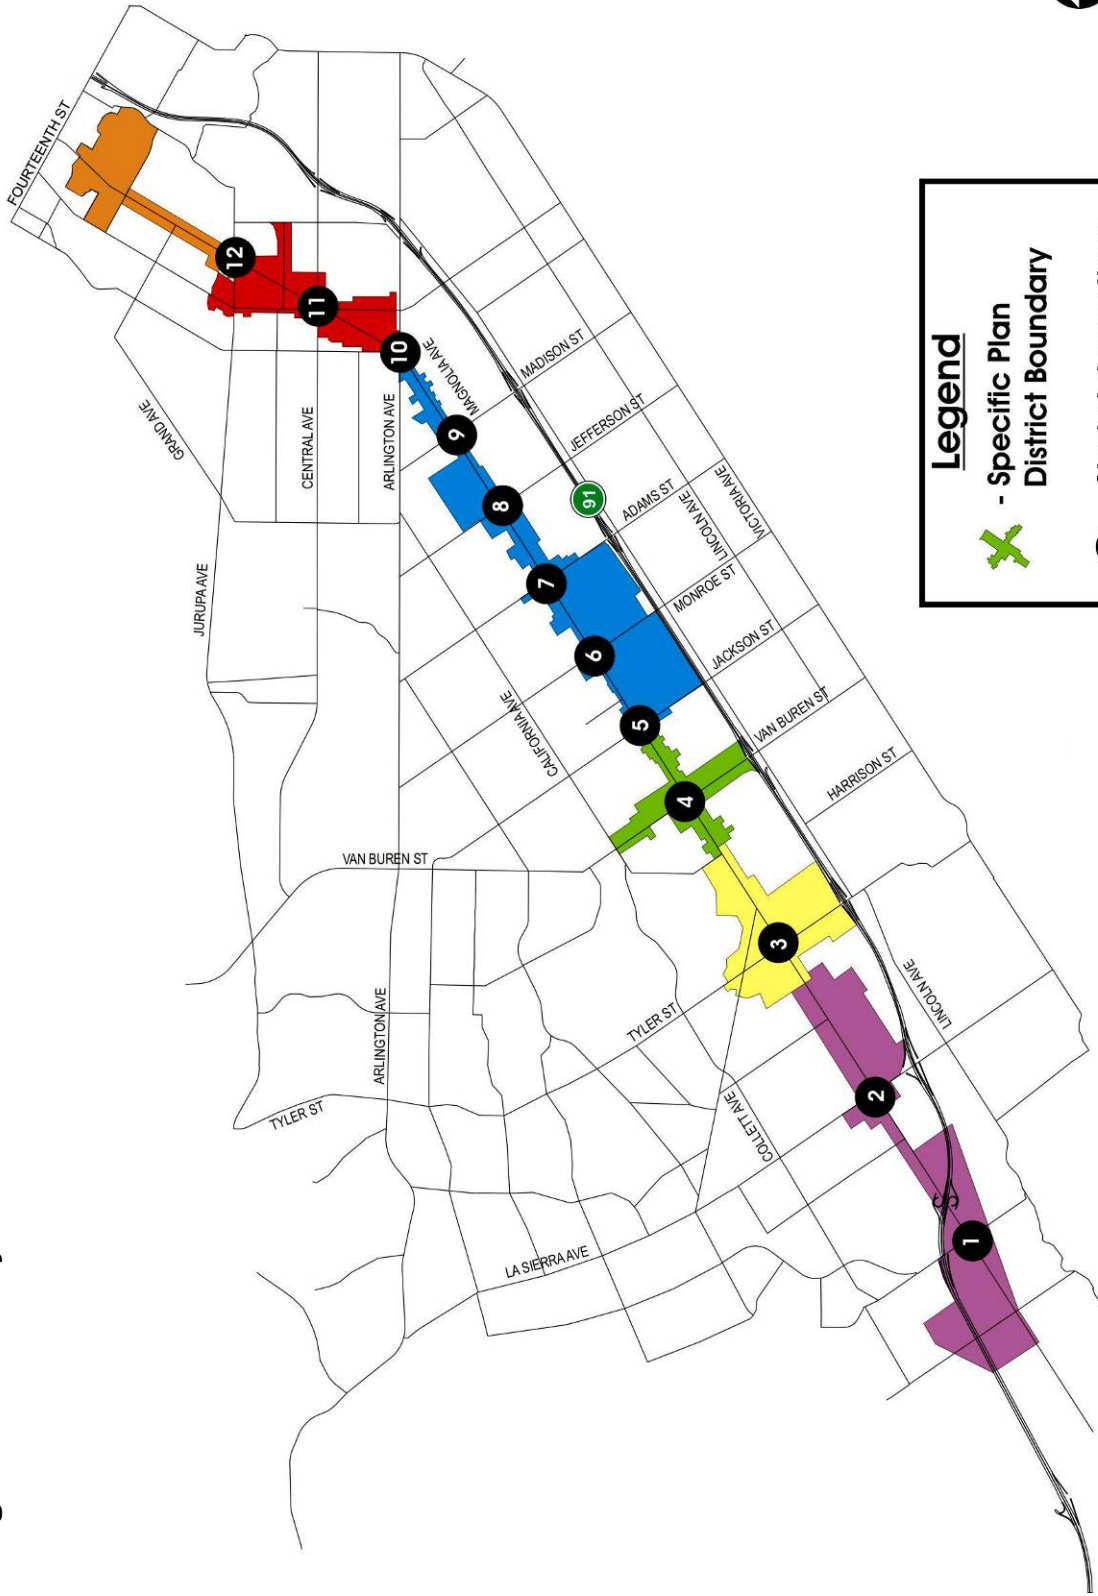 FOURTEENTH ST
12
11
10
GRAND AVE
CENTRAL AVE
ARLINGTON AVE
MAGNOLIA AVE
9
MADISON ST
JEFFERSON ST
8
91
ADAMS ST
LINCOLN AVE
VICTORIA AVE
JURUPA AVE
7
MONROE ST
6
JACKSON ST
CALIFORNIA AVE
5
VAN BUREN ST
4
HARRISON ST
VAN BUREN ST
3
LINCOLN AVE
TYLER ST
ARLINGTON AVE
TYLER ST
2
COLLETT AVE
LA SIERRA AVE
1
Legend
- Specific Plan
District Boundary